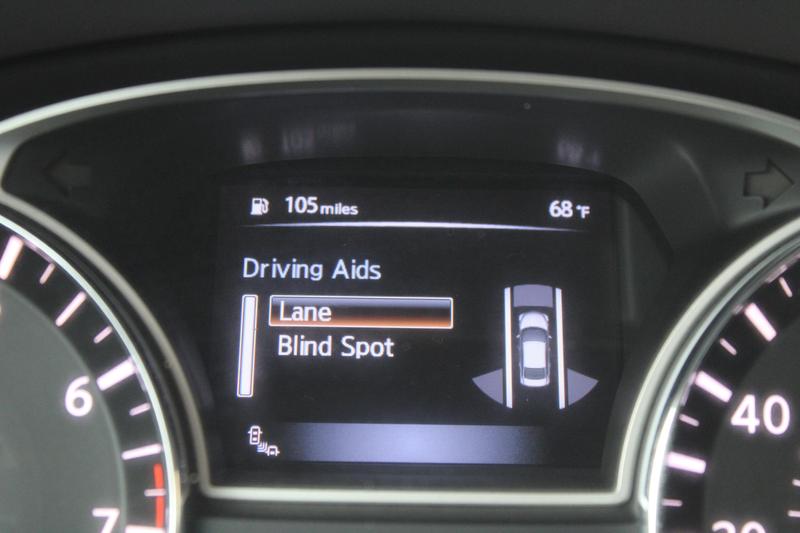 105 miles
68 °F
Driving Aids
Lane
Blind Spot
6
7
40